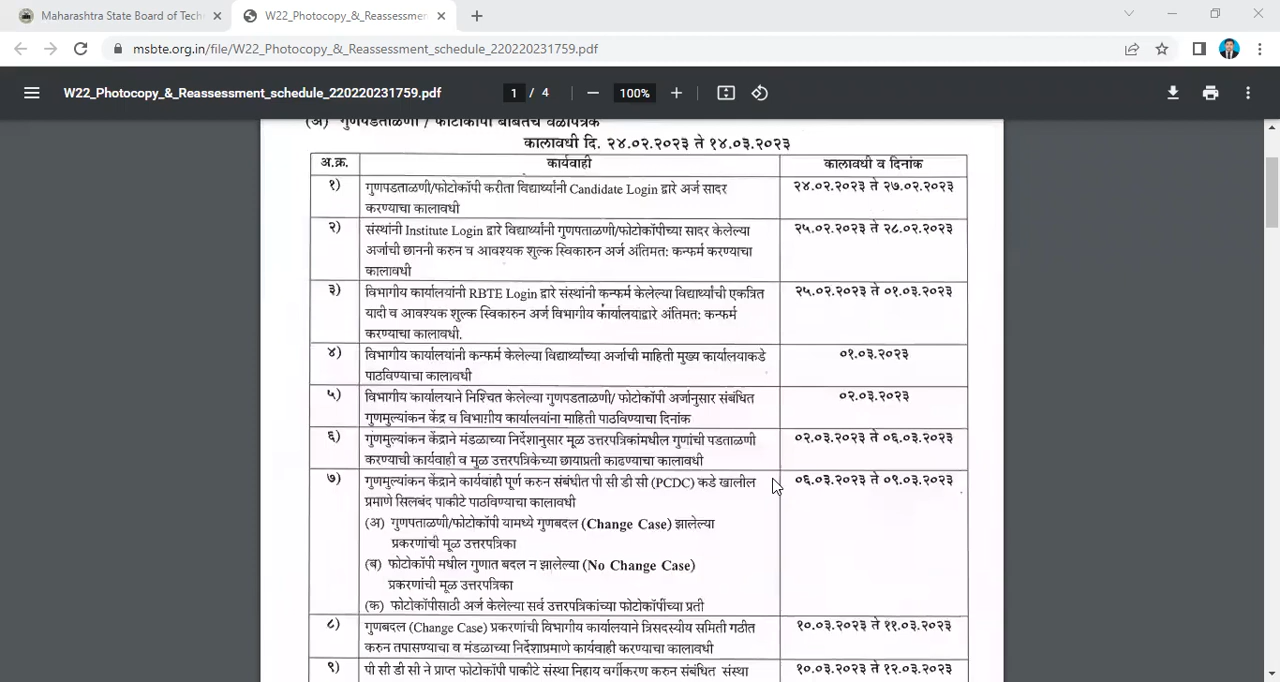 Maharashtra State Board of Tech
W22_Photocopy_&_Reassessmen
msbte.org.in/file/W22_Photocopy_&_Reassessment_schedule_220220231759.pdf
W22_Photocopy_&_Reassessment_schedule_220220231759.pdf
1 / 4
100%
(अ) गुणपडताळणी / फोटोकॉपी बाबतचे वेळापत्रक
कालावधी दि. २४.०२.२०२३ ते १४.०३.२०२३
अ.क्र. कार्यवाही कालावधी व दिनांक
१) गुणपडताळणी/फोटोकॉपी करीता विद्यार्थ्यांनी Candidate Login द्वारे अर्ज सादर २४.०२.२०२३ ते २७.०२.२०२३
करण्याचा कालावधी
२) संस्थांनी Institute Login द्वारे विद्यार्थ्यांनी गुणपताळणी/फोटोकॉपीच्या सादर केलेल्या २५.०२.२०२३ ते २८.०२.२०२३
अर्जाची छाननी करुन व आवश्यक शुल्क स्विकारुन अर्ज अंतिमत: कन्फर्म करण्याचा
कालावधी
३) विभागीय कार्यालयांनी RBTE Login द्वारे संस्थांनी कन्फर्म केलेल्या विद्यार्थ्यांची एकत्रित २५.०२.२०२३ ते ०१.०३.२०२३
यादी व आवश्यक शुल्क स्विकारुन अर्ज विभागीय कार्यालयाद्वारे अंतिमत: कन्फर्म
करण्याचा कालावधी.
४) विभागीय कार्यालयांनी कन्फर्म केलेल्या विद्यार्थ्यांच्या अर्जाची माहिती मुख्य कार्यालयाकडे ०१.०३.२०२३
पाठविण्याचा कालावधी
५) विभागीय कार्यालयाने निश्चित केलेल्या गुणपडताळणी/ फोटोकॉपी अर्जानुसार संबंधित ०२.०३.२०२३
गुणमुल्यांकन केंद्र व विभागीय कार्यालयांना माहिती पाठविण्याचा दिनांक
६) गुणमुल्यांकन केंद्राने मंडळाच्या निर्देशानुसार मूळ उत्तरपत्रिकांमधील गुणांची पडताळणी ०२.०३.२०२३ ते ०६.०३.२०२३
करण्याची कार्यवाही व मुळ उत्तरपत्रिकेच्या छायाप्रती काढण्याचा कालावधी
७) गुणमुल्यांकन केंद्राने कार्यवाही पूर्ण करुन संबंधीत पी सी डी सी (PCDC) कडे खालील ०६.०३.२०२३ ते ०९.०३.२०२३
प्रमाणे सिलबंद पाकीटे पाठविण्याचा कालावधी
(अ) गुणपताळणी/फोटोकॉपी यामध्ये गुणबदल (Change Case) झालेल्या
प्रकरणांची मूळ उत्तरपत्रिका
(ब) फोटोकॉपी मधील गुणात बदल न झालेल्या (No Change Case)
प्रकरणांची मूळ उत्तरपत्रिका
(क) फोटोकॉपीसाठी अर्ज केलेल्या सर्व उत्तरपत्रिकांच्या फोटोकॉपीच्या प्रती
८) गुणबदल (Change Case) प्रकरणांची विभागीय कार्यालयाने त्रिसदस्यीय समिती गठीत १०.०३.२०२३ ते ११.०३.२०२३
करुन तपासण्याचा व मंडळाच्या निर्देशाप्रमाणे कार्यवाही करण्याचा कालावधी
९) पी सी डी सी ने प्राप्त फोटोकॉपी पाकीटे संस्था निहाय वर्गीकरण करुन संबंधित संस्था १०.०३.२०२३ ते १२.०३.२०२३